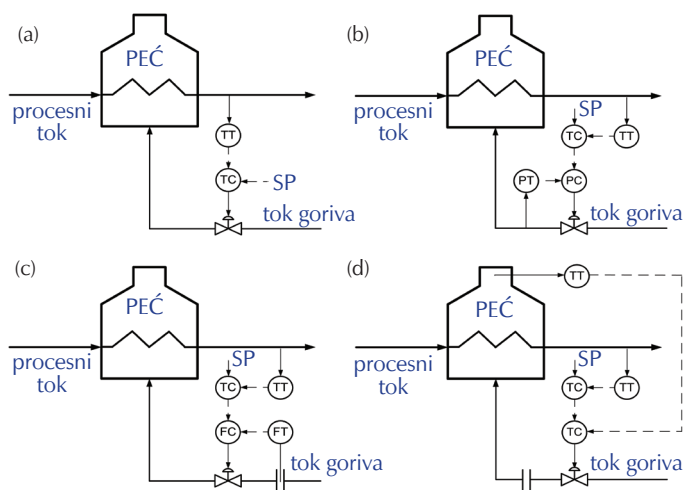 (a)
PEĆ
procesni
tok
TT
TC
SP
tok goriva
(b)
PEĆ
procesni
tok
SP
TC
TT
PT
PC
tok goriva
(c)
PEĆ
procesni
tok
SP
TC
TT
FC
FT
tok goriva
(d)
TT
PEĆ
procesni
tok
SP
TC
TT
TC
tok goriva